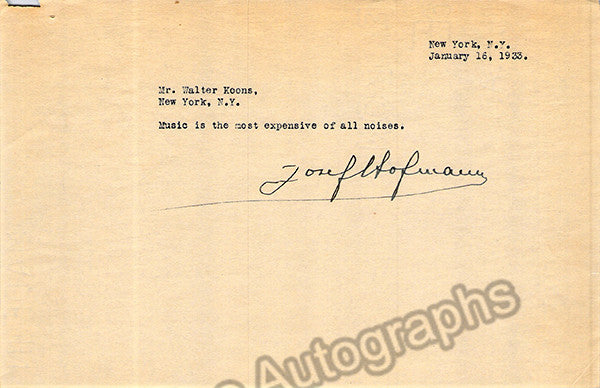 New York, N.Y.
January 16, 1933.
Mr. Walter Koons,
New York, N.Y.
Music is the most expensive of all noises.
Josef Hofmann
Autographs